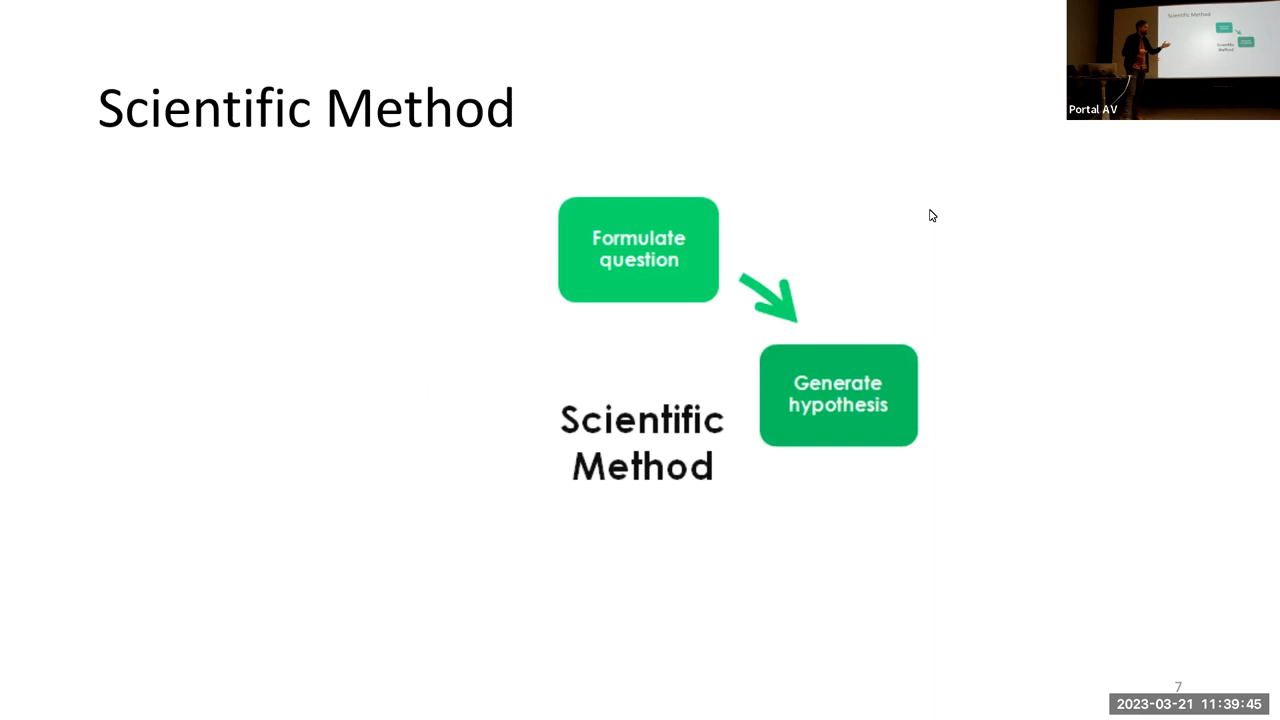 Scientific Method
Portal AV
Formulate
question
Generate
hypothesis
Scientific
Method
7
2023-03-21 11:39:45